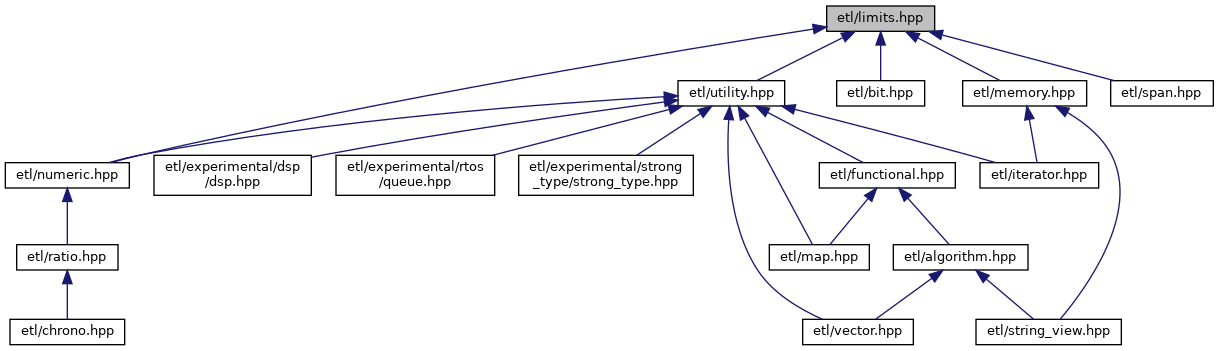 etl/limits.hpp
etl/utility.hpp
etl/bit.hpp
etl/memory.hpp
etl/span.hpp
etl/numeric.hpp
etl/experimental/dsp
/dsp.hpp
etl/experimental/rtos
/queue.hpp
etl/experimental/strong
_type/strong_type.hpp
etl/functional.hpp
etl/iterator.hpp
etl/ratio.hpp
etl/map.hpp
etl/algorithm.hpp
etl/chrono.hpp
etl/vector.hpp
etl/string_view.hpp